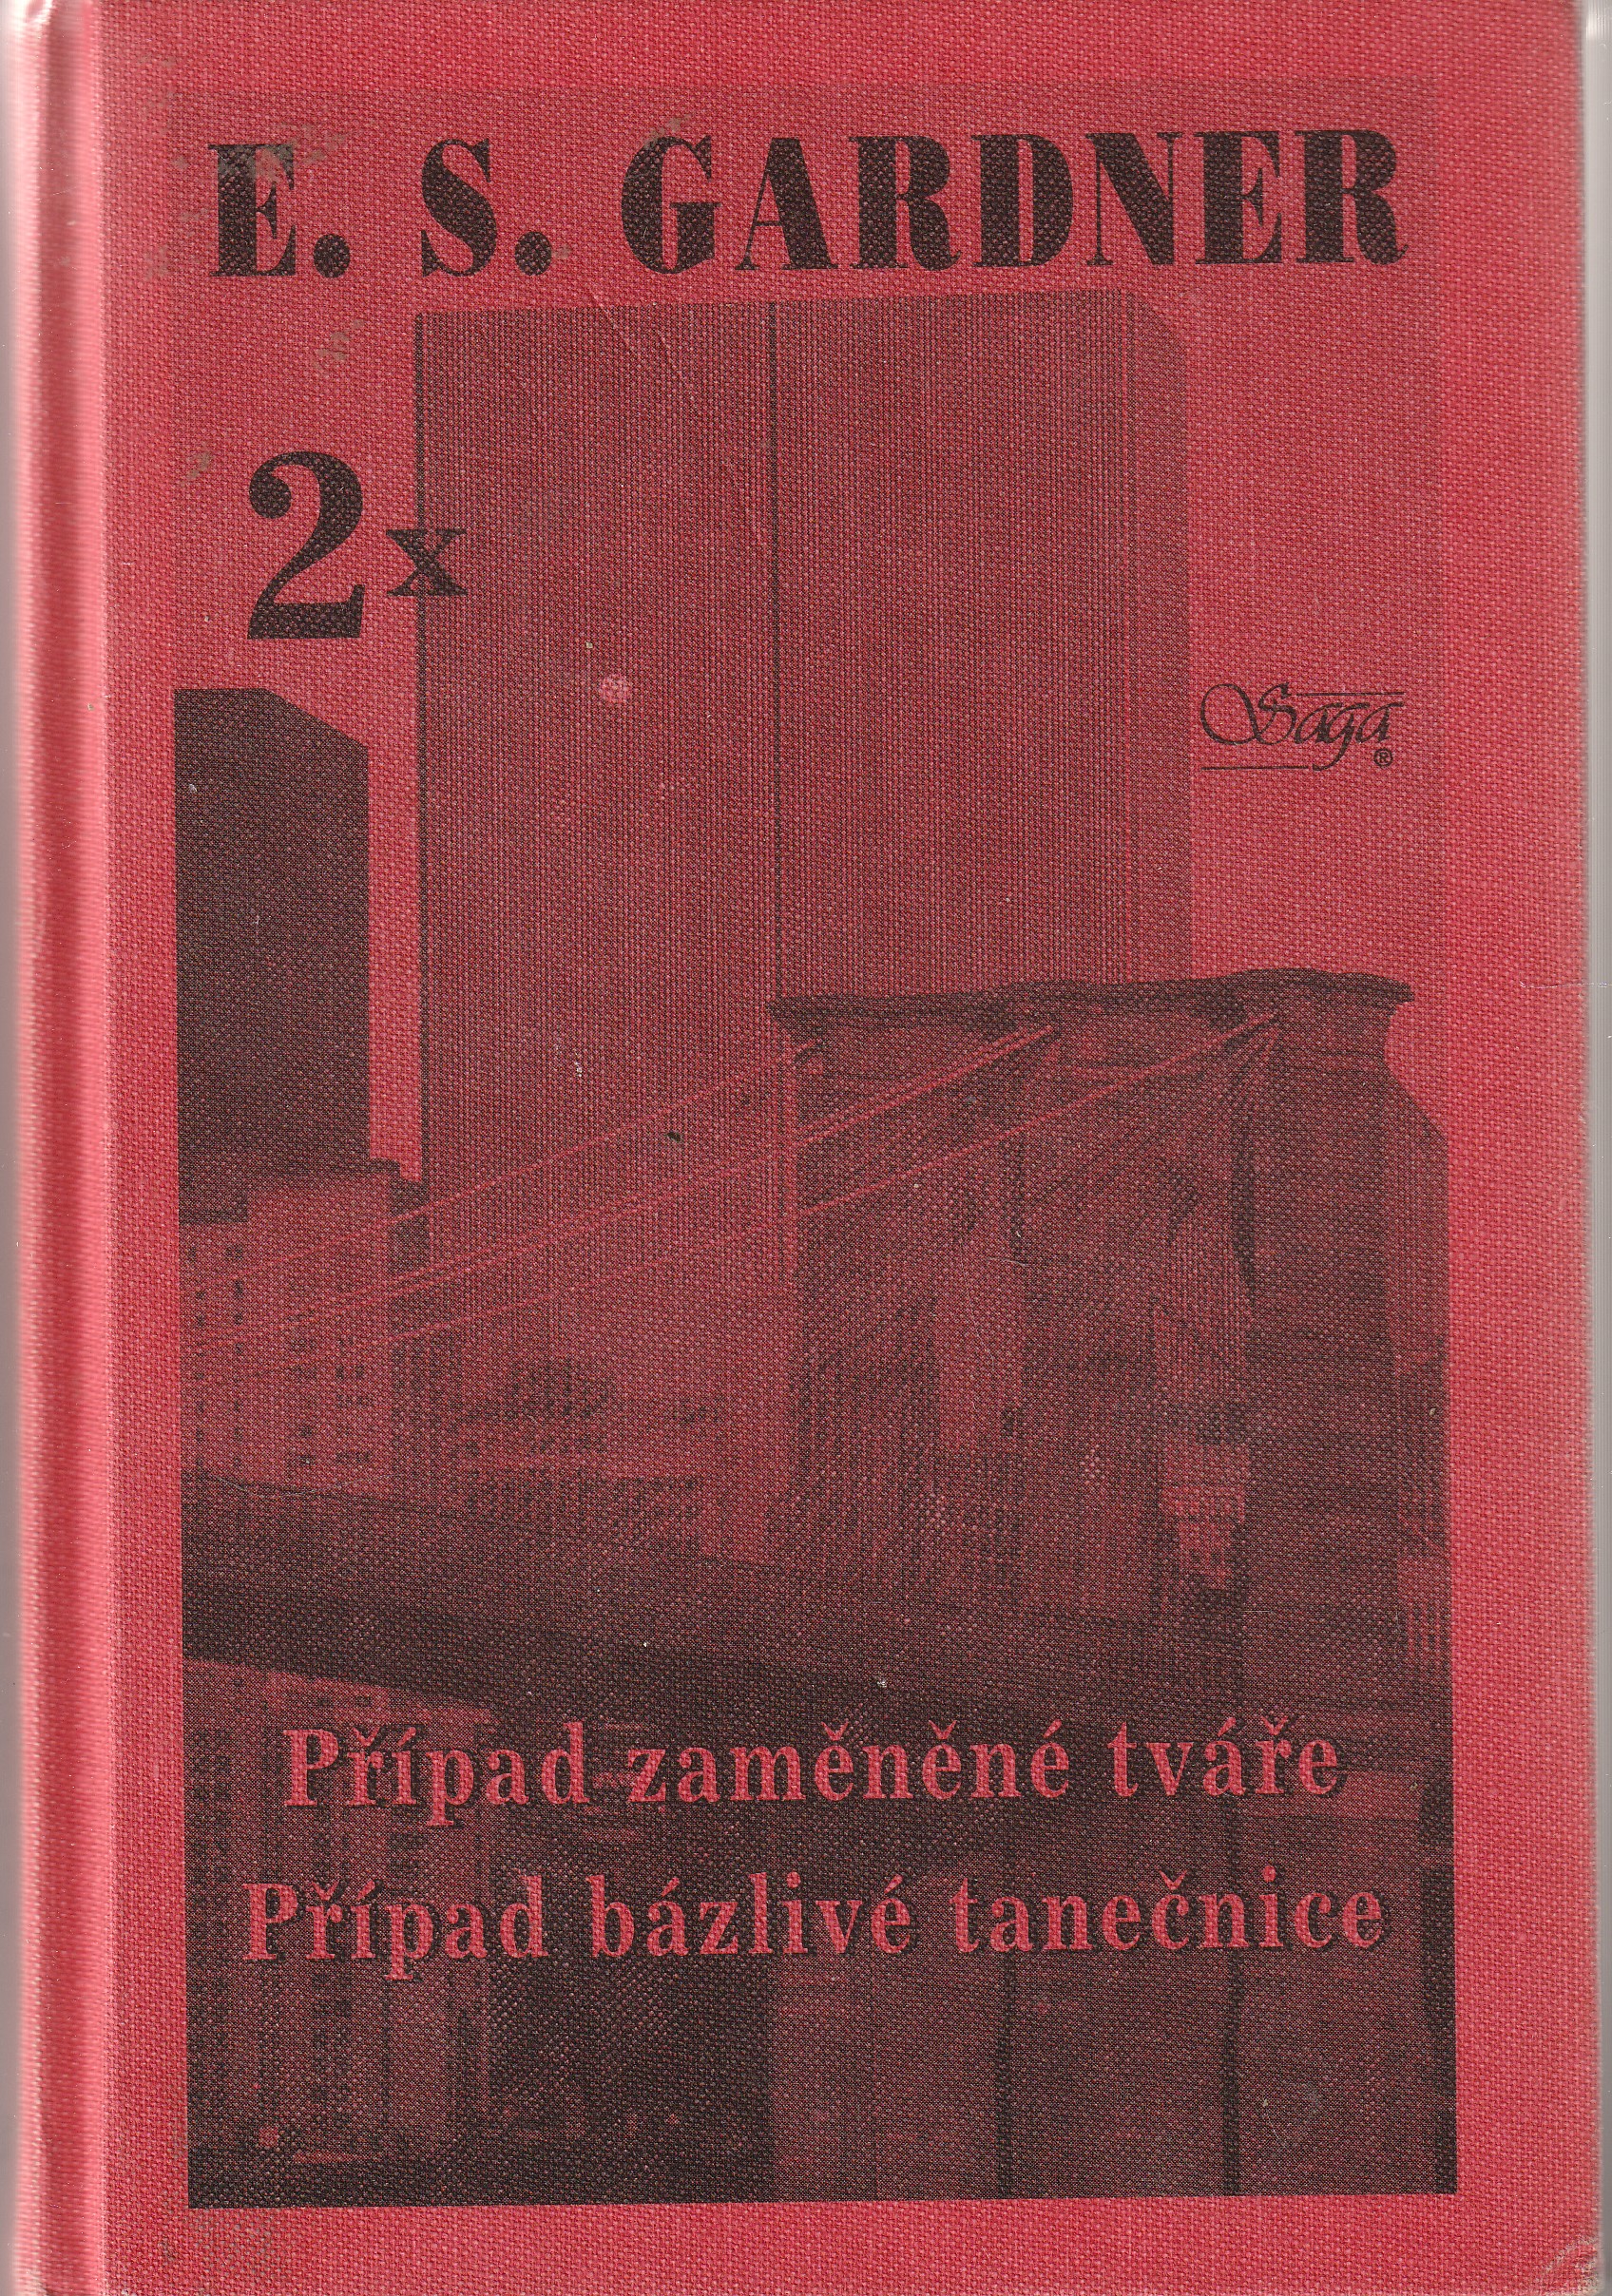 E. S. GARDNER
2x
Saga®
Případ zaměněné tváře
Případ bázlivé tanečnice